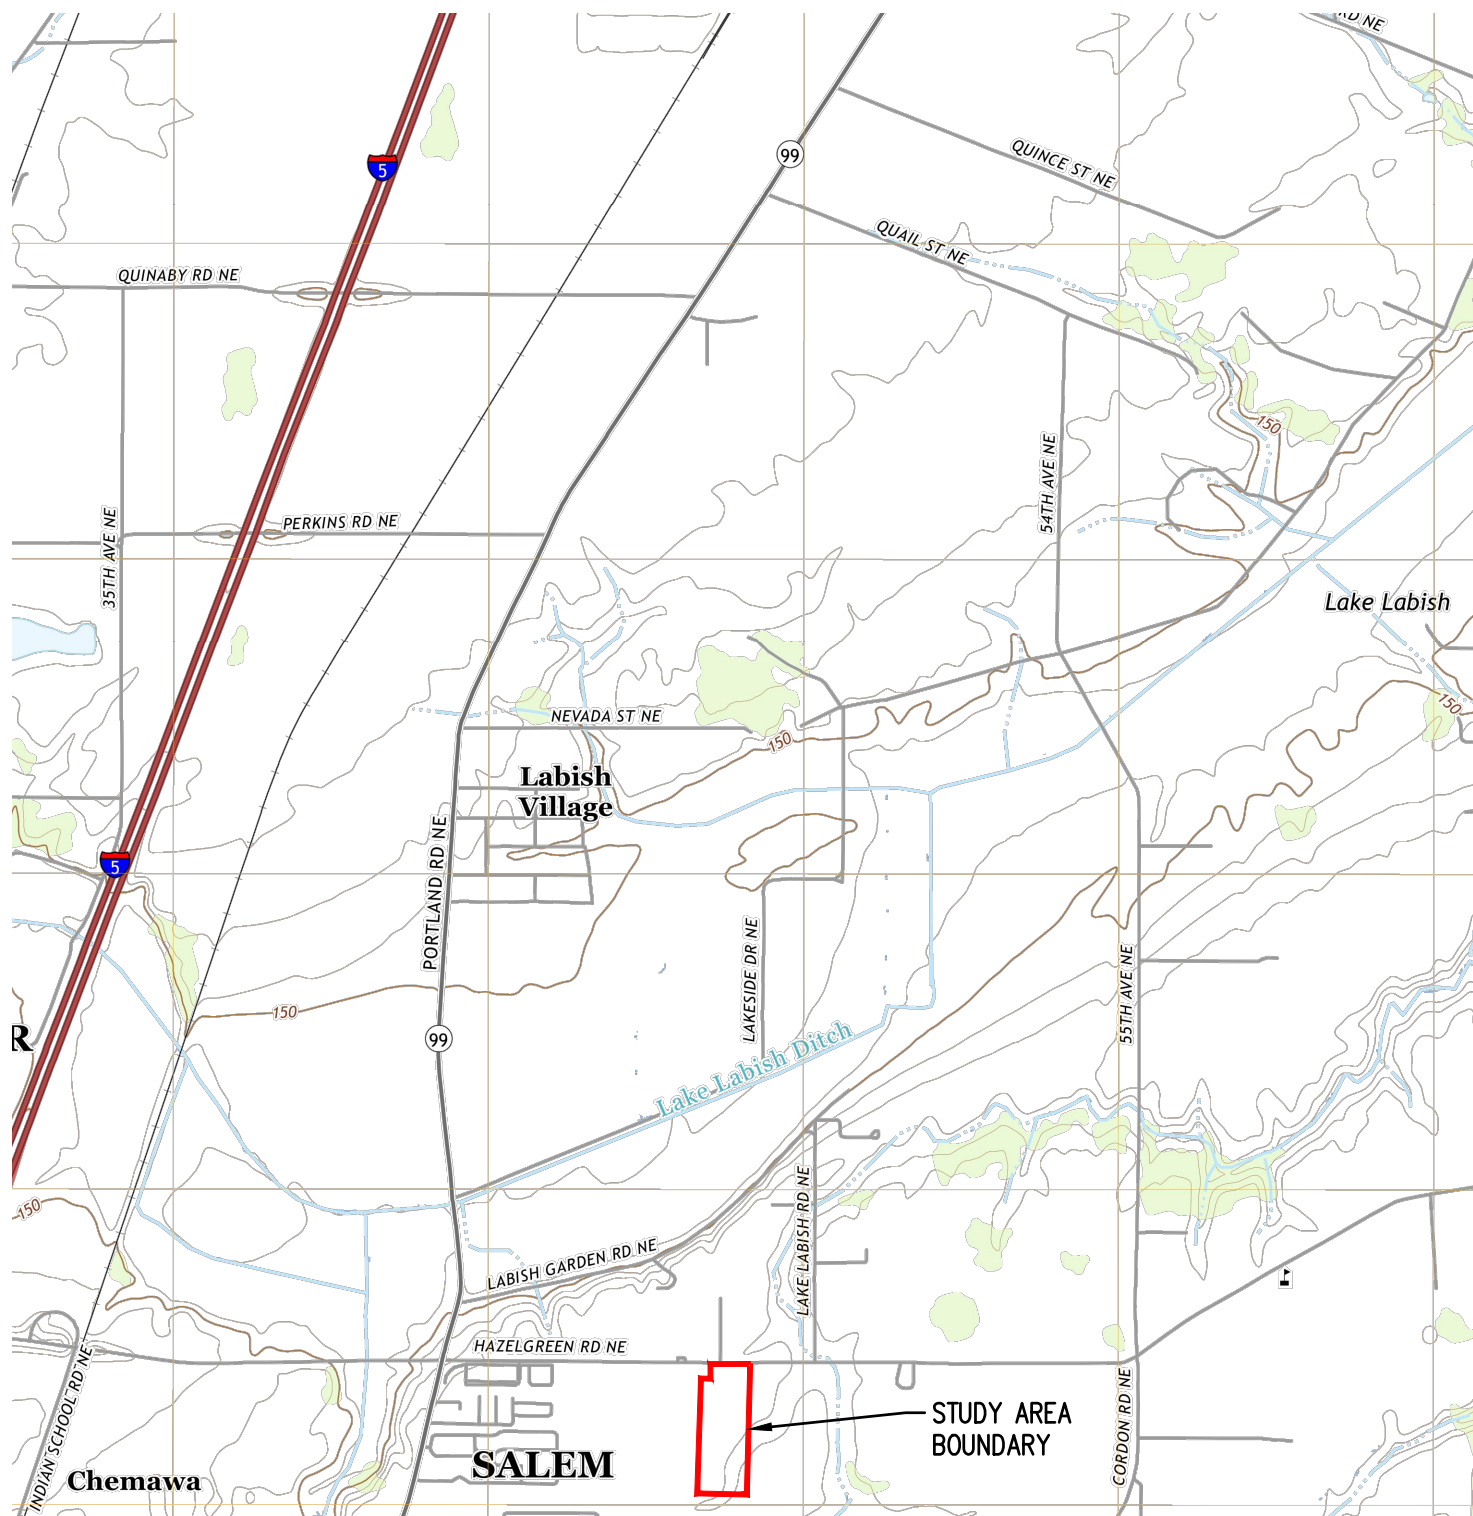 RD NE
QUINCE ST NE
99
5
QUAIL ST NE
QUINABY RD NE
150
54TH AVE NE
PERKINS RD NE
35TH AVE NE
Lake Labish
150
NEVADA ST NE
150
Labish
Village
5
PORTLAND RD NE
LAKESIDE DR NE
55TH AVE NE
150
R
99
Lake Labish Ditch
150
LAKE LABISH RD NE
LABISH GARDEN RD NE
HAZELGREEN RD NE
INDIAN SCHOOL RD NE
CORDON RD NE
STUDY AREA
BOUNDARY
SALEM
Chemawa